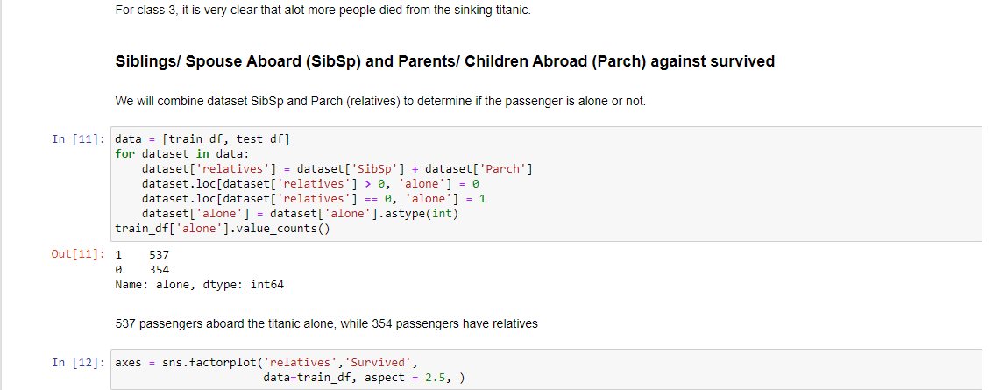 For class 3, it is very clear that alot more people died from the sinking titanic.
Siblings/ Spouse Aboard (SibSp) and Parents/ Children Abroad (Parch) against survived
We will combine dataset SibSp and Parch (relatives) to determine if the passenger is alone or not.
In [11]: data = [train_df, test_df]
for dataset in data:
    dataset['relatives'] = dataset['SibSp'] + dataset['Parch']
    dataset.loc[dataset['relatives'] > 0, 'alone'] = 0
    dataset.loc[dataset['relatives'] == 0, 'alone'] = 1
    dataset['alone'] = dataset['alone'].astype(int)
train_df['alone'].value_counts()
Out[11]: 1    537
0    354
Name: alone, dtype: int64
537 passengers aboard the titanic alone, while 354 passengers have relatives
In [12]: axes = sns.factorplot('relatives','Survived',
                      data=train_df, aspect = 2.5, )